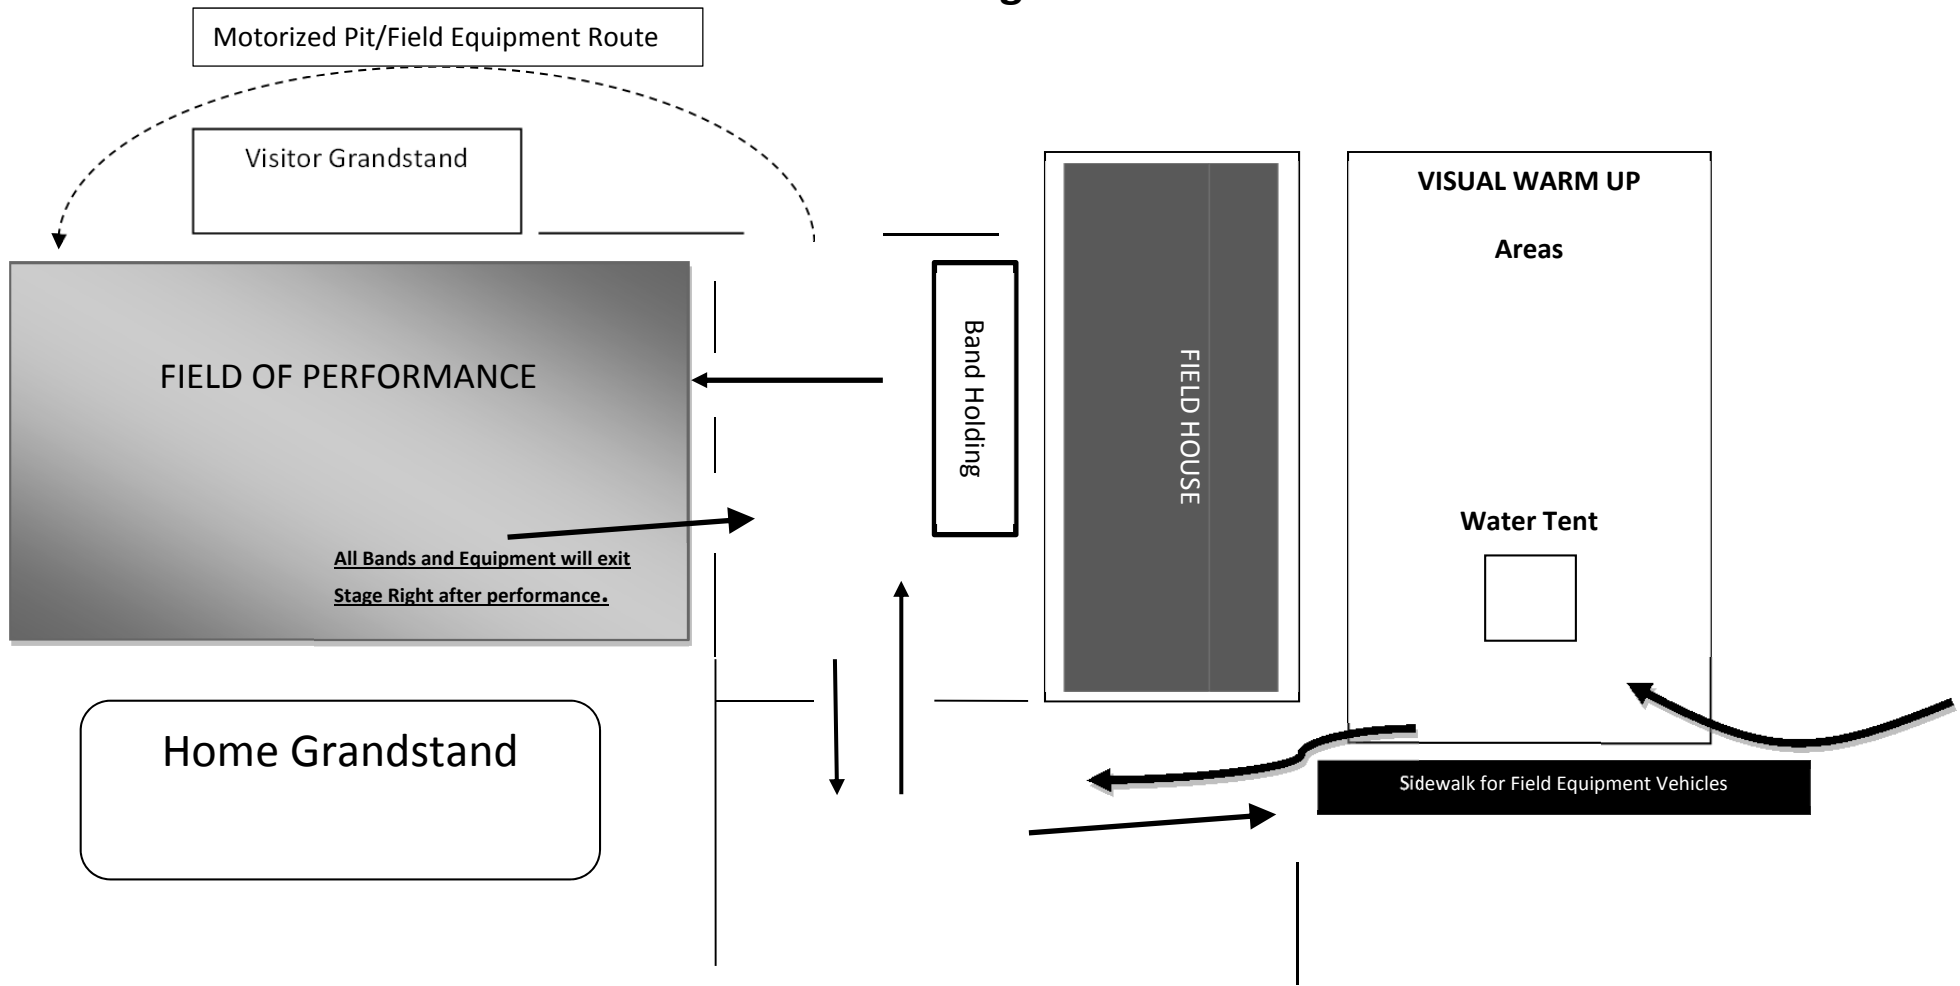 Motorized Pit/Field Equipment Route
Visitor Grandstand
VISUAL WARM UP
Areas
FIELD OF PERFORMANCE
Band Holding
FIELD HOUSE
Water Tent
All Bands and Equipment will exit
Stage Right after performance.
Home Grandstand
Sidewalk for Field Equipment Vehicles